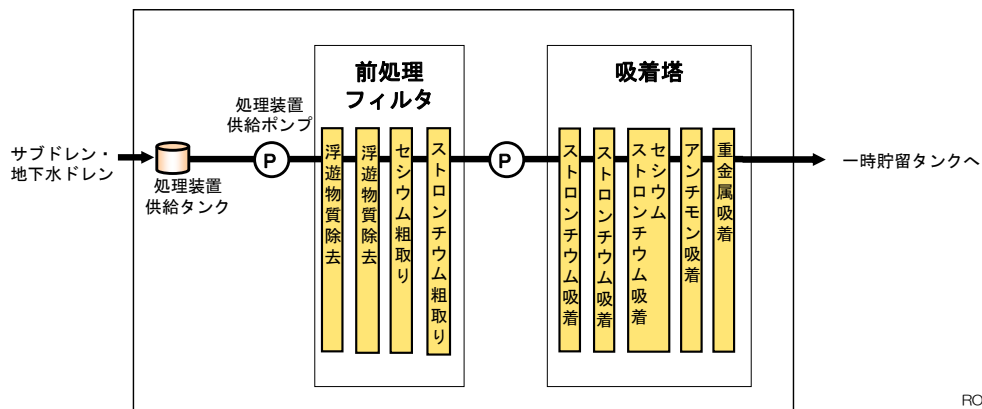 前処理
フィルタ
吸着塔
処理装置
供給ポンプ
サブドレン・
地下水ドレン
P
P
一時貯留タンクへ
処理装置
供給タンク
浮遊物質除去
浮遊物質除去
セシウム粗取り
ストロンチウム粗取り
ストロンチウム吸着
ストロンチウム吸着
セシウム
ストロンチウム吸着
アンチモン吸着
重金属吸着
RO